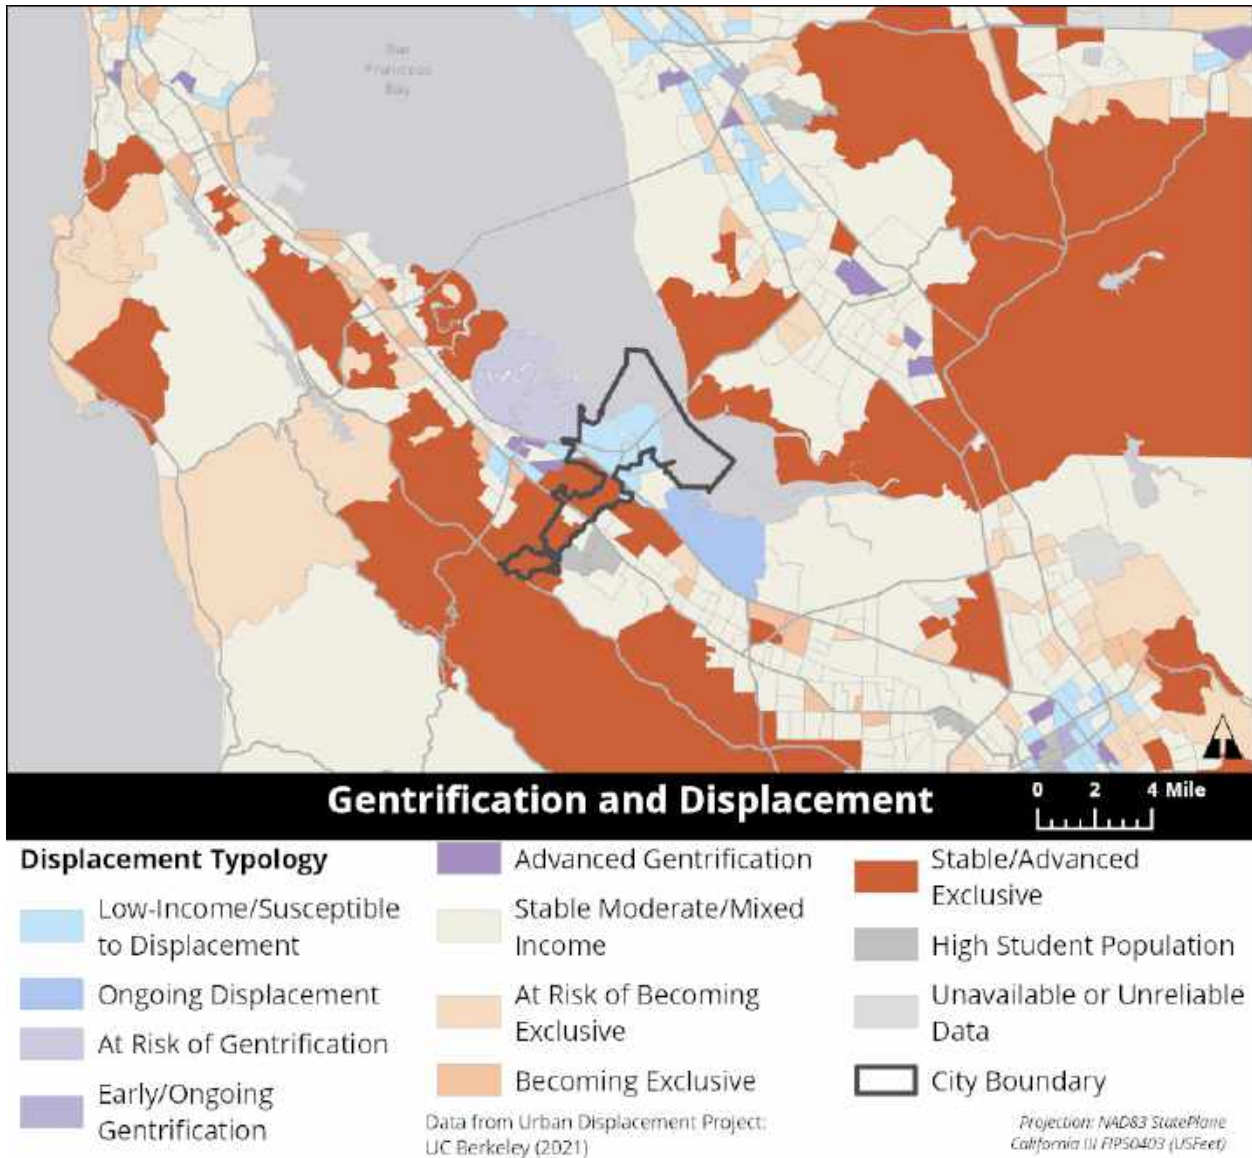 San
Francisco
Bay
Gentrification and Displacement
0 2 4 Mile
Displacement Typology
Low-Income/Susceptible
to Displacement
Ongoing Displacement
At Risk of Gentrification
Early/Ongoing
Gentrification
Advanced Gentrification
Stable Moderate/Mixed
Income
At Risk of Becoming
Exclusive
Becoming Exclusive
Data from Urban Displacement Project:
UC Berkeley (2021)
Stable/Advanced
Exclusive
High Student Population
Unavailable or Unreliable
Data
City Boundary
Projection: NAD83 StatePlane
California III FIPS0403 (USFeet)